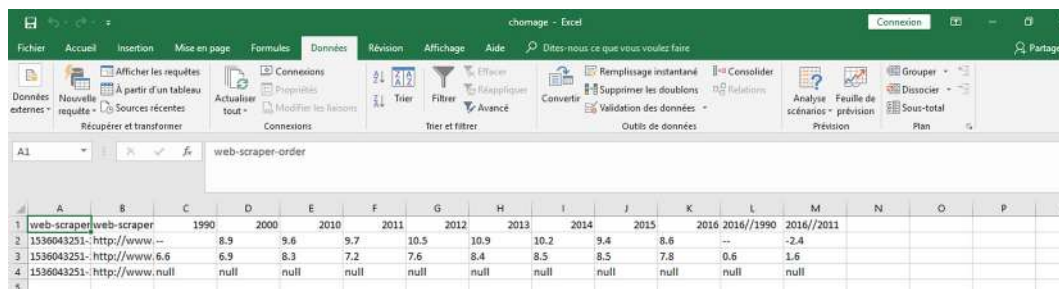 chomage - Excel
Connexion
Fichier Accueil Insertion Mise en page Formules Données Révision Affichage Aide Dites-nous ce que vous voulez faire Partage
Données externes
Nouvelle requête
Afficher les requêtes
À partir d'un tableau
Sources récentes
Récupérer et transformer
Actualiser tout
Connexions
Propriétés
Modifier les liaisons
Connexions
Trier
Filtrer
Effacer
Réappliquer
Avancé
Trier et filtrer
Convertir
Remplissage instantané
Supprimer les doublons
Validation des données
Consolider
Relations
Outils de données
Analyse scénarios
Feuille de prévision
Prévision
Grouper
Dissocier
Sous-total
Plan
A1 fx web-scraper-order
A B C D E F G H I J K L M N O P
1 web-scraper web-scraper 1990 2000 2010 2011 2012 2013 2014 2015 2016 2016//1990 2016//2011
2 1536043251- http://www. -- 8.9 9.6 9.7 10.5 10.9 10.2 9.4 8.6 -- -2.4
3 1536043251- http://www. 6.6 6.9 8.3 7.2 7.6 8.4 8.5 8.5 7.8 0.6 1.6
4 1536043251- http://www. null null null null null null null null null null null
5